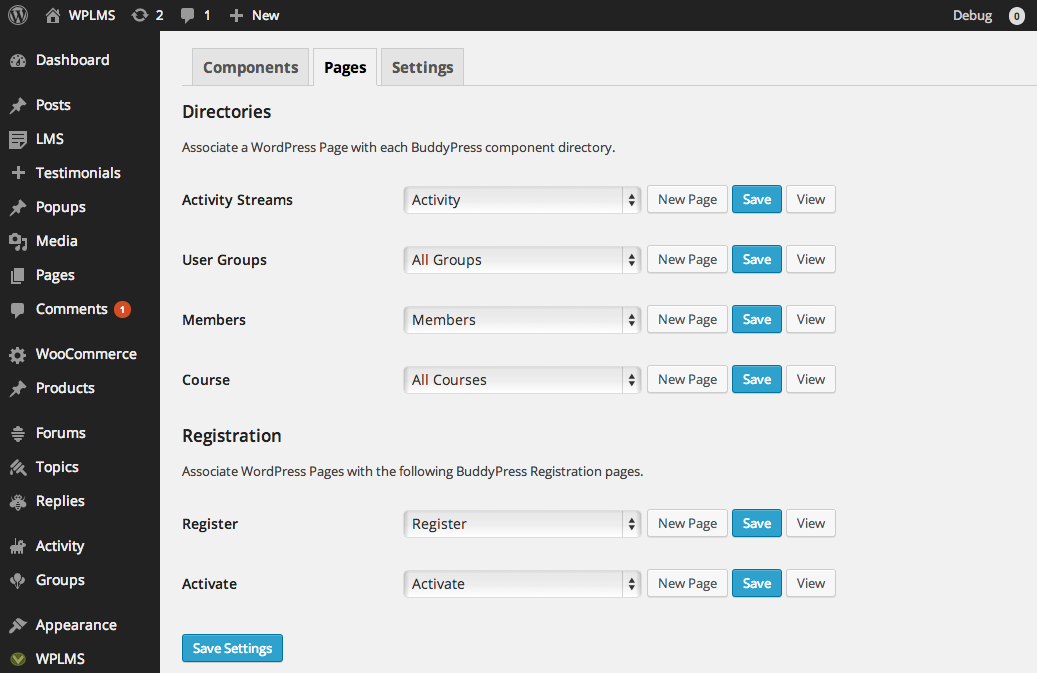 WPLMS 2 1 New Debug 0
Dashboard
Posts
LMS
Testimonials
Popups
Media
Pages
Comments 1
WooCommerce
Products
Forums
Topics
Replies
Activity
Groups
Appearance
WPLMS
Components Pages Settings
Directories
Associate a WordPress Page with each BuddyPress component directory.
Activity Streams Activity New Page Save View
User Groups All Groups New Page Save View
Members Members New Page Save View
Course All Courses New Page Save View
Registration
Associate WordPress Pages with the following BuddyPress Registration pages.
Register Register New Page Save View
Activate Activate New Page Save View
Save Settings